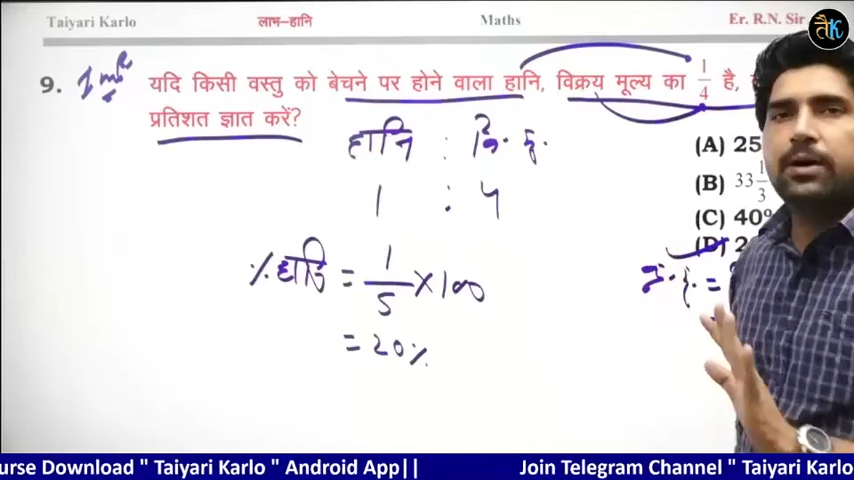 Taiyari Karlo लाभ–हानि Maths Er. R.N. Sir
9. यदि किसी वस्तु को बेचने पर होने वाला हानि, विक्रय मूल्य का 1/4 है,
प्रतिशत ज्ञात करें?
हानि : वि. मू.
1 : 4
% हानि = 1/5 × 100
= 20%
(A) 25
(B) 33 1/3
(C) 40%
(D) 2
urse Download " Taiyari Karlo " Android App|| Join Telegram Channel " Taiyari Karlo